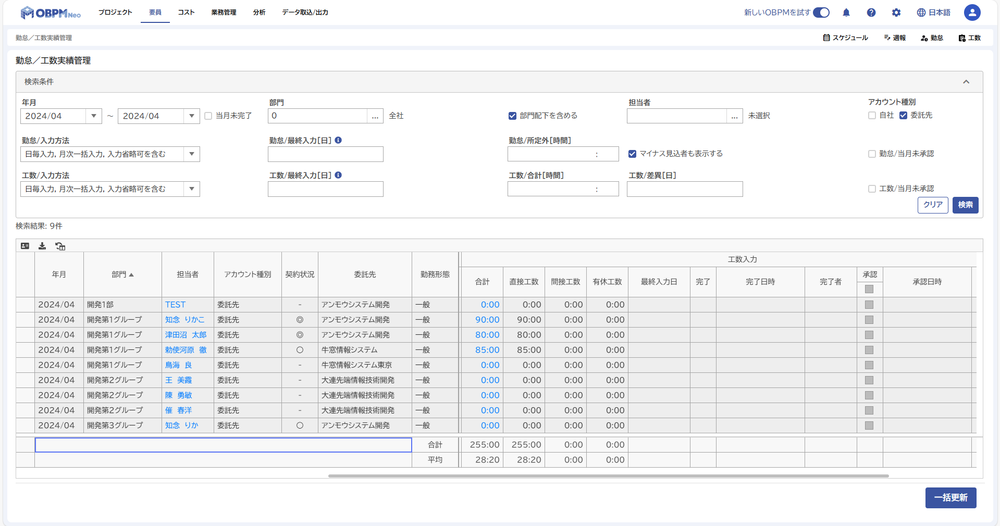 OBPM Neo プロジェクト 要員 コスト 業務管理 分析 データ取込/出力 新しいOBPMを試す 日本語
勤怠／工数実績管理 スケジュール 週報 勤怠 工数
勤怠／工数実績管理
検索条件
年月 部門 担当者 アカウント種別
2024/04 ～ 2024/04 当月未完了 0 ... 全社 部門配下を含める ... 未選択 自社 委託先
勤怠/入力方法 勤怠/最終入力[日] 勤怠/所定外[時間]
日毎入力, 月次一括入力, 入力省略可を含む : マイナス見込者も表示する 勤怠/当月未承認
工数/入力方法 工数/最終入力[日] 工数/合計[時間] 工数/差異[日]
日毎入力, 月次一括入力, 入力省略可を含む : 工数/当月未承認
クリア 検索
検索結果: 9件
工数入力
年月 部門 担当者 アカウント種別 契約状況 委託先 勤務形態 合計 直接工数 間接工数 有休工数 最終入力日 完了 完了日時 完了者 承認 承認日時
2024/04 開発1部 TEST 委託先 - アンモウシステム開発 一般 0:00 0:00 0:00 0:00
2024/04 開発第1グループ 知念 りかこ 委託先 ◎ アンモウシステム開発 一般 90:00 90:00 0:00 0:00
2024/04 開発第1グループ 津田沼 太郎 委託先 ◎ アンモウシステム開発 一般 80:00 80:00 0:00 0:00
2024/04 開発第1グループ 勅使河原 徹 委託先 ○ 牛窓情報システム 一般 85:00 85:00 0:00 0:00
2024/04 開発第1グループ 鳥海 良 委託先 - 牛窓情報システム東京 一般 0:00 0:00 0:00 0:00
2024/04 開発第2グループ 王 美霞 委託先 - 大連先端情報技術開発 一般 0:00 0:00 0:00 0:00
2024/04 開発第2グループ 陳 勇敏 委託先 - 大連先端情報技術開発 一般 0:00 0:00 0:00 0:00
2024/04 開発第2グループ 催 春洋 委託先 - 大連先端情報技術開発 一般 0:00 0:00 0:00 0:00
2024/04 開発第3グループ 知念 りか 委託先 ○ アンモウシステム開発 一般 0:00 0:00 0:00 0:00
合計 255:00 255:00 0:00 0:00
平均 28:20 28:20 0:00 0:00
一括更新